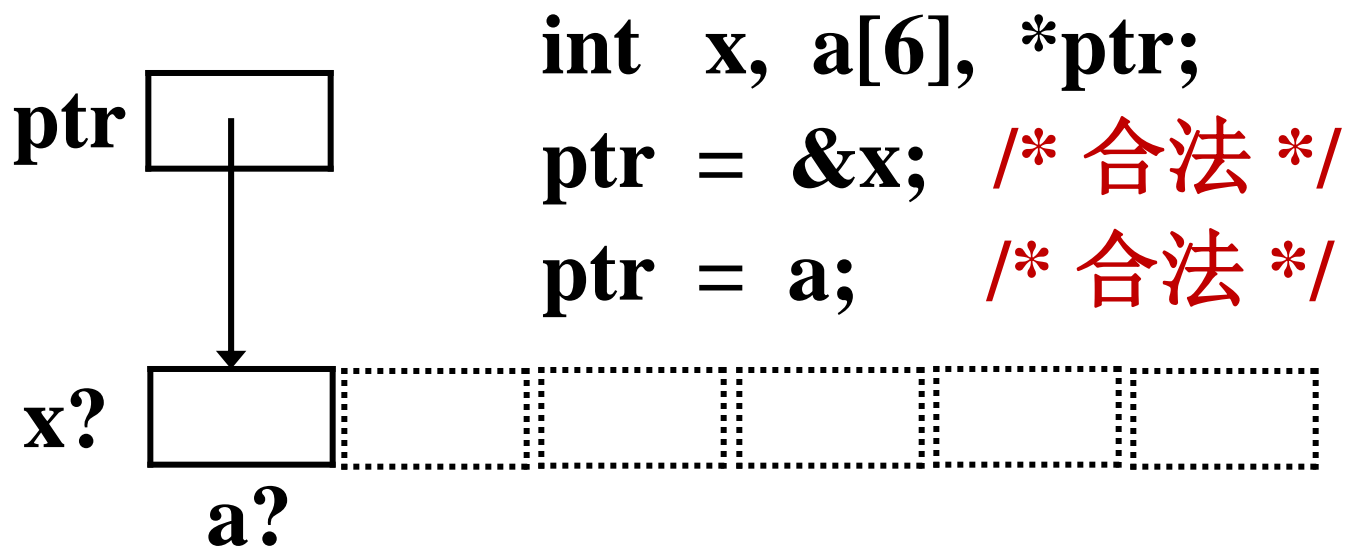 int x, a[6], *ptr;
ptr
ptr = &x; /* 合法 */
ptr = a; /* 合法 */
x?
a?